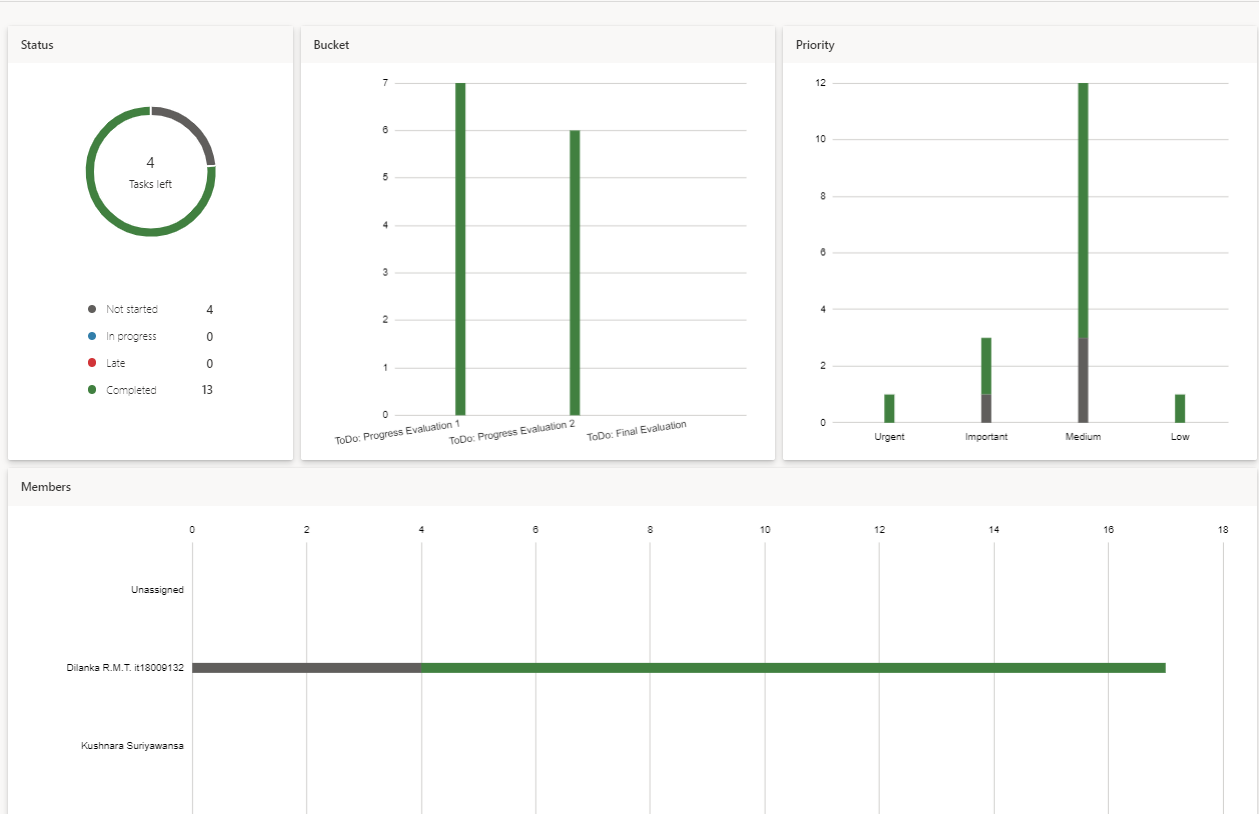 Status
4
Tasks left
Not started 4
In progress 0
Late 0
Completed 13
Bucket
7
6
5
4
3
2
1
0
ToDo: Progress Evaluation 1
ToDo: Progress Evaluation 2
ToDo: Final Evaluation
Priority
12
10
8
6
4
2
0
Urgent Important Medium Low
Members
0 2 4 6 8 10 12 14 16 18
Unassigned
Dilanka R.M.T. it18009132
Kushnara Suriyawansa